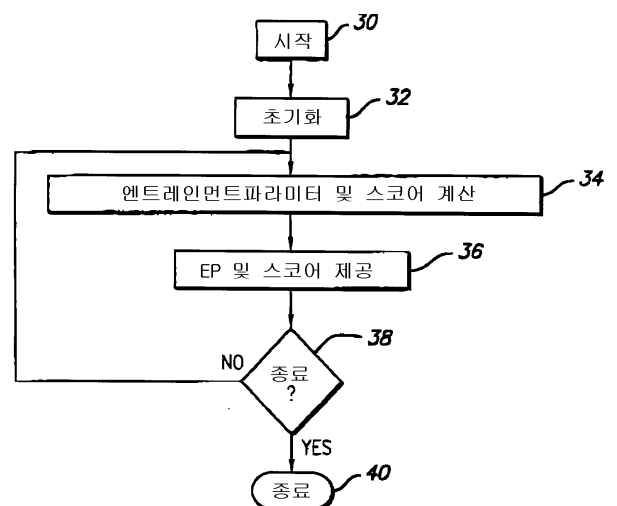 30
시작
32
초기화
34
엔트레인먼트파라미터 및 스코어 계산
36
EP 및 스코어 제공
38
NO
종료
?
YES
40
종료